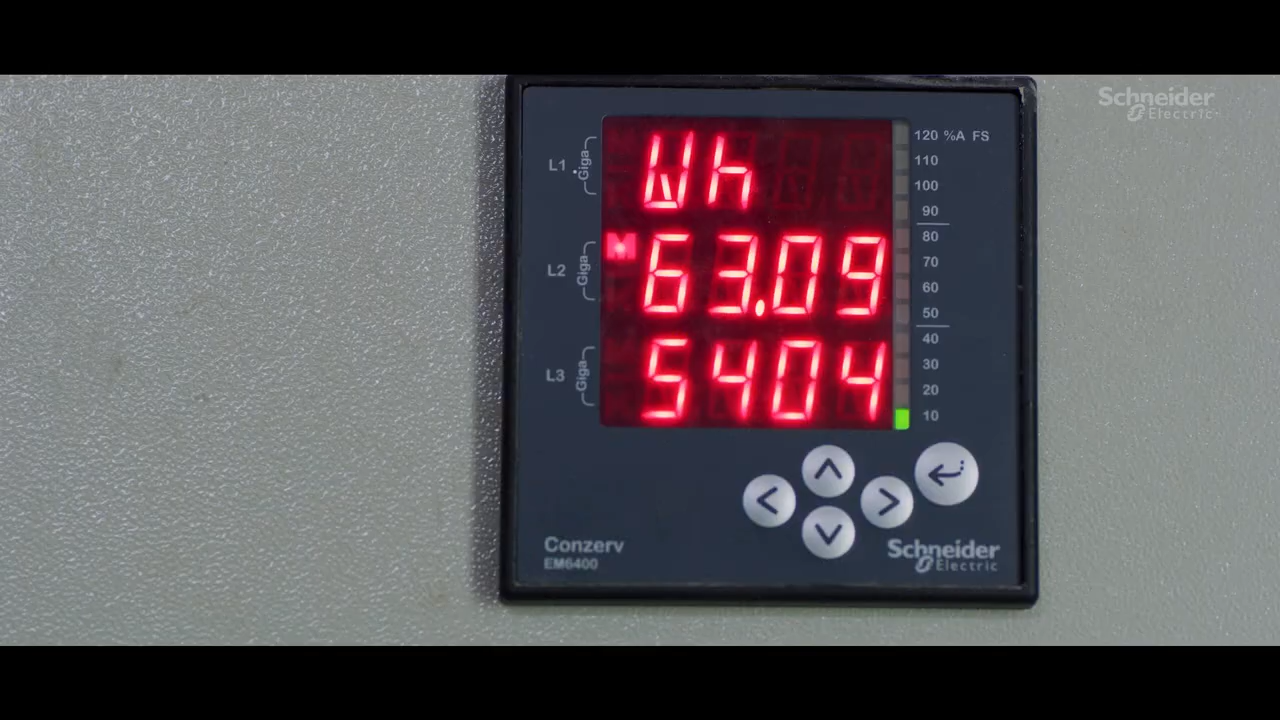 Schneider
Electric
120 %A FS
L1 Giga Wh
110
100
90
80
L2 Giga M 63.09
70
60
50
40
L3 Giga 5404
30
20
10
Conzerv
EM6400
Schneider
Electric